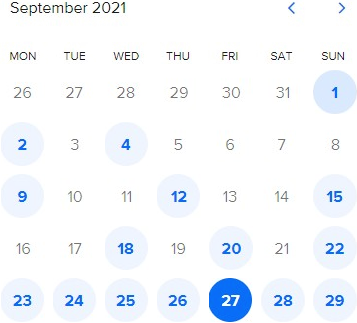 September 2021
MON TUE WED THU FRI SAT SUN
26 27 28 29 30 31 1
2 3 4 5 6 7 8
9 10 11 12 13 14 15
16 17 18 19 20 21 22
23 24 25 26 27 28 29